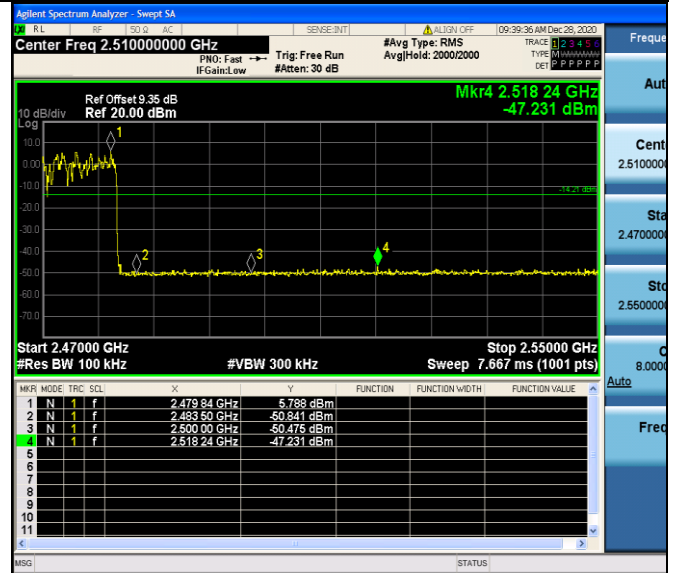 Agilent Spectrum Analyzer - Swept SA
LXI RL RF 50 Ω AC SENSE:INT ALIGN OFF 09:39:36 AM Dec 28, 2020
Center Freq 2.510000000 GHz #Avg Type: RMS TRACE 1 2 3 4 5 6
PNO: Fast Trig: Free Run Avg|Hold: 2000/2000 TYPE M WWWWW
IFGain:Low #Atten: 30 dB DET P P P P P P
Mkr4 2.518 24 GHz
Ref Offset 9.35 dB
10 dB/div Ref 20.00 dBm -47.231 dBm
Log
10.0
0.00
-10.0
-20.0
-30.0
-40.0
-50.0
-60.0
-70.0
1
2
3
4
-14.21 dBm
Start 2.47000 GHz Stop 2.55000 GHz
#Res BW 100 kHz #VBW 300 kHz Sweep 7.667 ms (1001 pts)
MKR MODE TRC SCL X Y FUNCTION FUNCTION WIDTH FUNCTION VALUE
1 N 1 f 2.479 84 GHz 5.788 dBm
2 N 1 f 2.483 50 GHz -50.841 dBm
3 N 1 f 2.500 00 GHz -50.475 dBm
4 N 1 f 2.518 24 GHz -47.231 dBm
5
6
7
8
9
10
11
MSG STATUS
Freque
Aut
Cent
2.5100000
Sta
2.4700000
Sto
2.5500000
C
8.0000
Auto
Freq